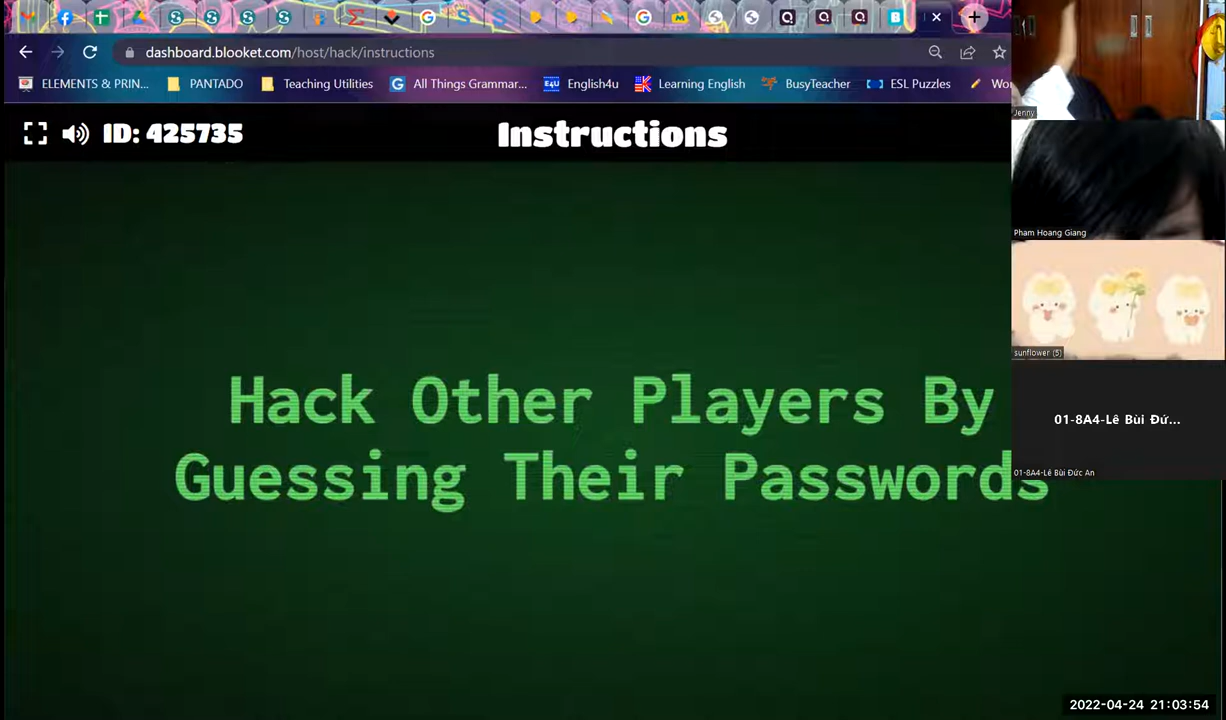 dashboard.blooket.com/host/hack/instructions
ELEMENTS & PRIN... PANTADO Teaching Utilities All Things Grammar... English4u Learning English BusyTeacher ESL Puzzles Wor
ID: 425735 Instructions
Hack Other Players By
Guessing Their Passwords
Jenny
Pham Hoang Giang
sunflower (5)
01-8A4-Lê Bùi Đứ...
01-8A4-Lê Bùi Đức An
2022-04-24 21:03:54